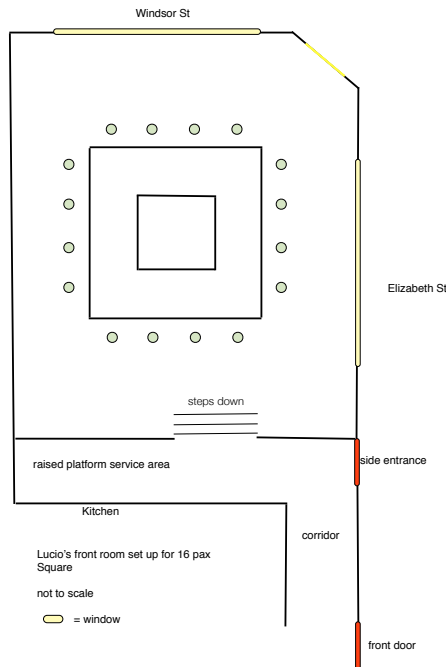 Windsor St
Elizabeth St
steps down
raised platform service area
side entrance
Kitchen
corridor
Lucio's front room set up for 16 pax
Square
not to scale
= window
front door